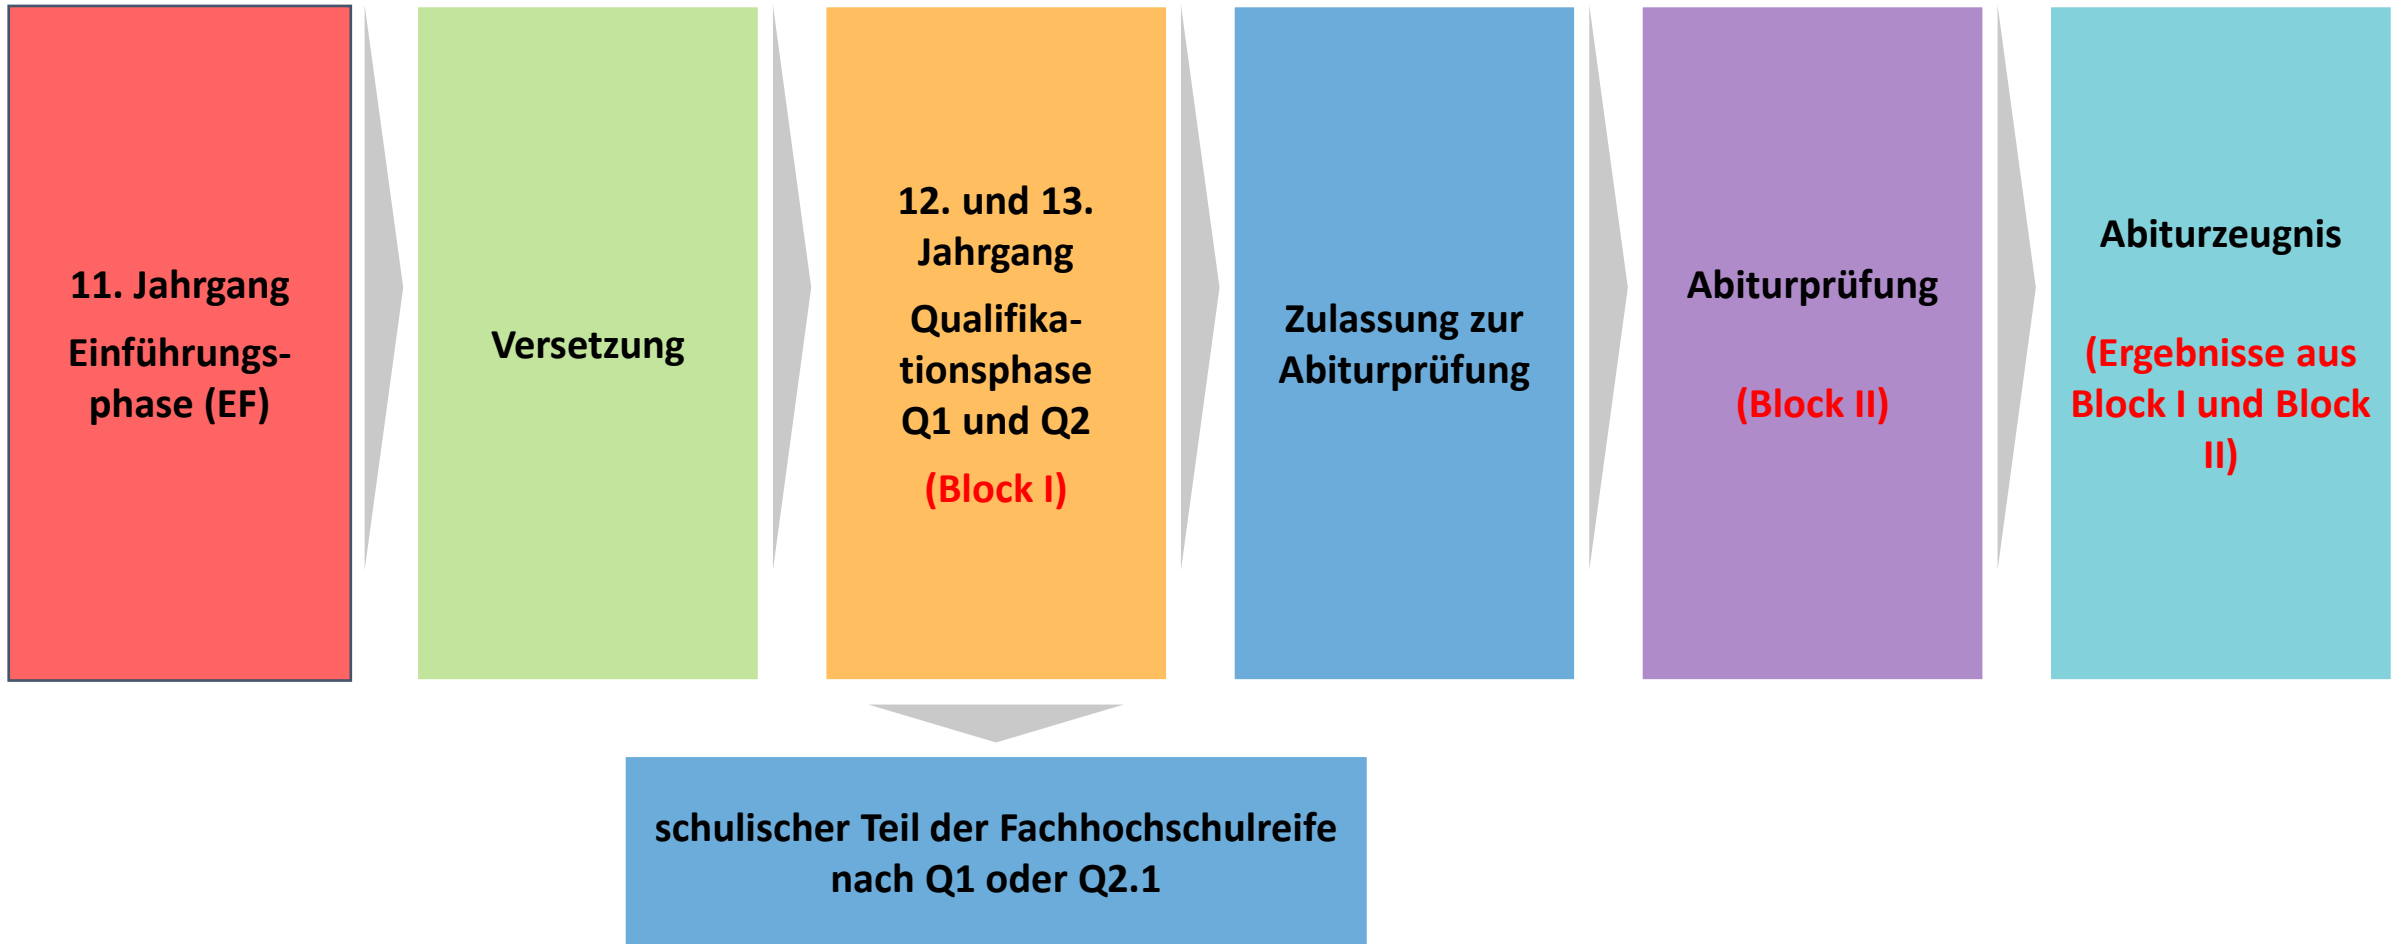 11. Jahrgang
Einführungs-
phase (EF)
Versetzung
12. und 13.
Jahrgang
Qualifika-
tionsphase
Q1 und Q2
(Block I)
Zulassung zur
Abiturprüfung
Abiturprüfung
(Block II)
Abiturzeugnis
(Ergebnisse aus
Block I und Block
II)
schulischer Teil der Fachhochschulreife
nach Q1 oder Q2.1